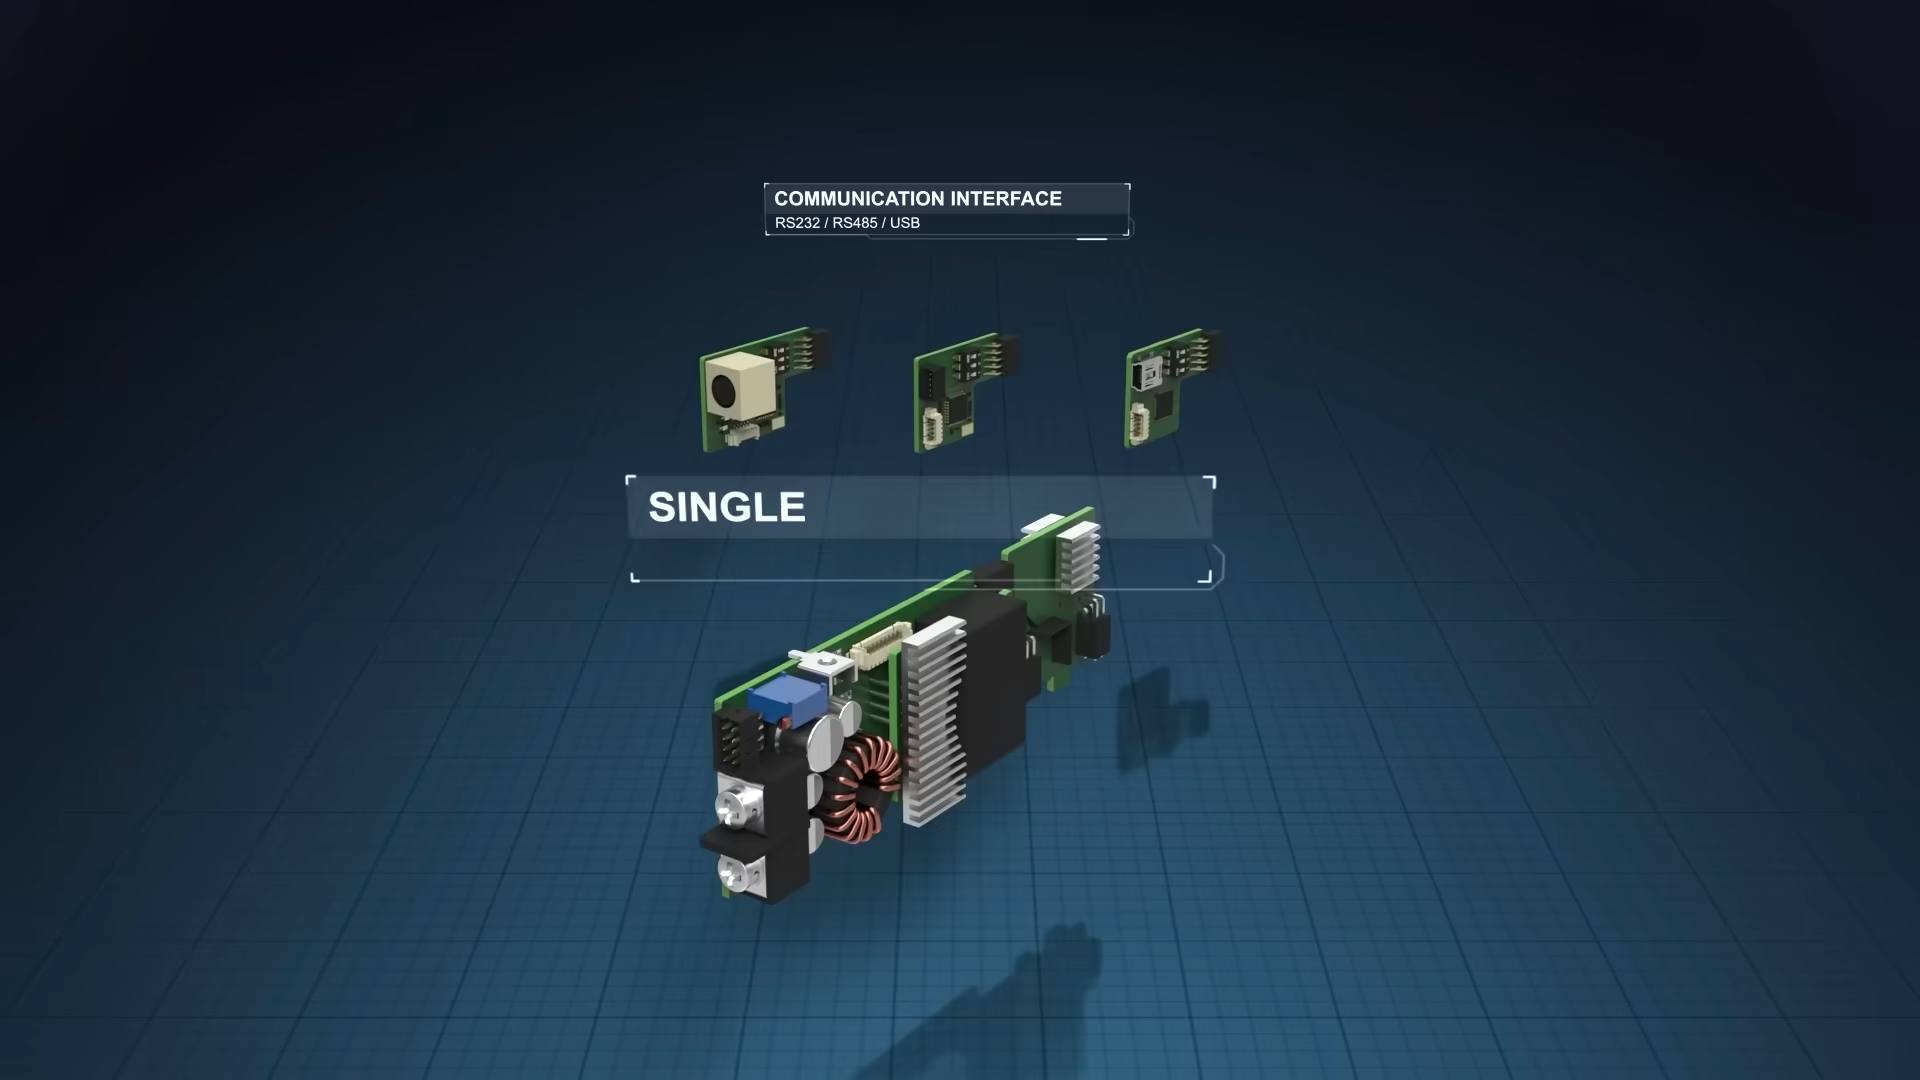 COMMUNICATION INTERFACE
RS232 / RS485 / USB
SINGLE